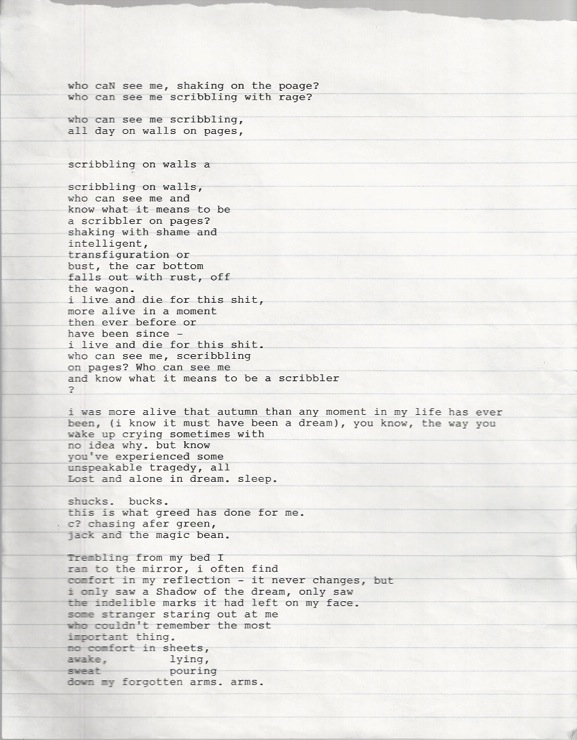 who caN see me, shaking on the poage?
who can see me scribbling with rage?
who can see me scribbling,
all day on walls on pages,
scribbling on walls a
scribbling on walls,
who can see me and
know what it means to be
a scribbler on pages?
shaking with shame and
intelligent,
transfiguration or
bust, the car bottom
falls out with rust, off
the wagon.
i live and die for this shit,
more alive in a moment
then ever before or
have been since -
i live and die for this shit.
who can see me, sceribbling
on pages? Who can see me
and know what it means to be a scribbler
?
i was more alive that autumn than any moment in my life has ever
been, (i know it must have been a dream), you know, the way you
wake up crying sometimes with
no idea why. but know
you've experienced some
unspeakable tragedy, all
Lost and alone in dream. sleep.
shucks.  bucks.
this is what greed has done for me.
c? chasing afer green,
jack and the magic bean.
Trembling from my bed I
ran to the mirror, i often find
comfort in my reflection - it never changes, but
i only saw a Shadow of the dream, only saw
the indelible marks it had left on my face.
some stranger staring out at me
who couldn't remember the most
important thing.
no comfort in sheets,
awake,          lying,
sweat           pouring
down my forgotten arms. arms.